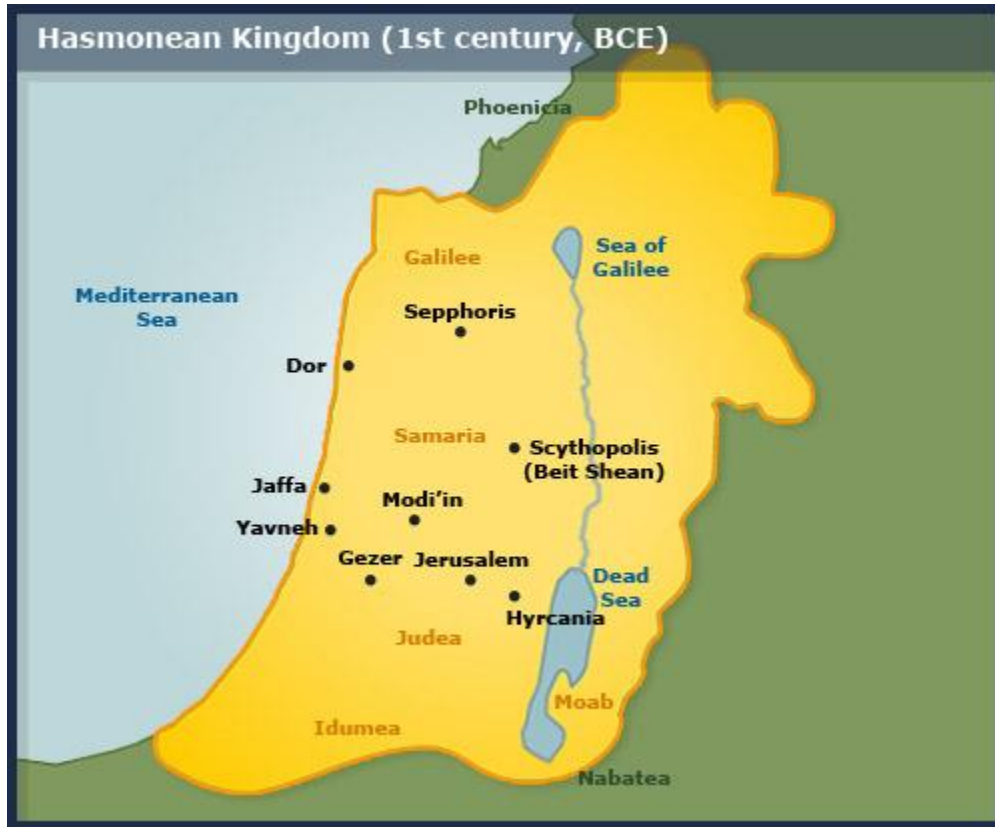 Hasmonean Kingdom (1st century, BCE)
Phoenicia
Galilee
Sea of
Galilee
Mediterranean
Sea
Sepphoris
Dor
Samaria
Scythopolis
(Beit Shean)
Jaffa
Modi’in
Yavneh
Gezer
Jerusalem
Dead
Sea
Hyrcania
Judea
Moab
Idumea
Nabatea